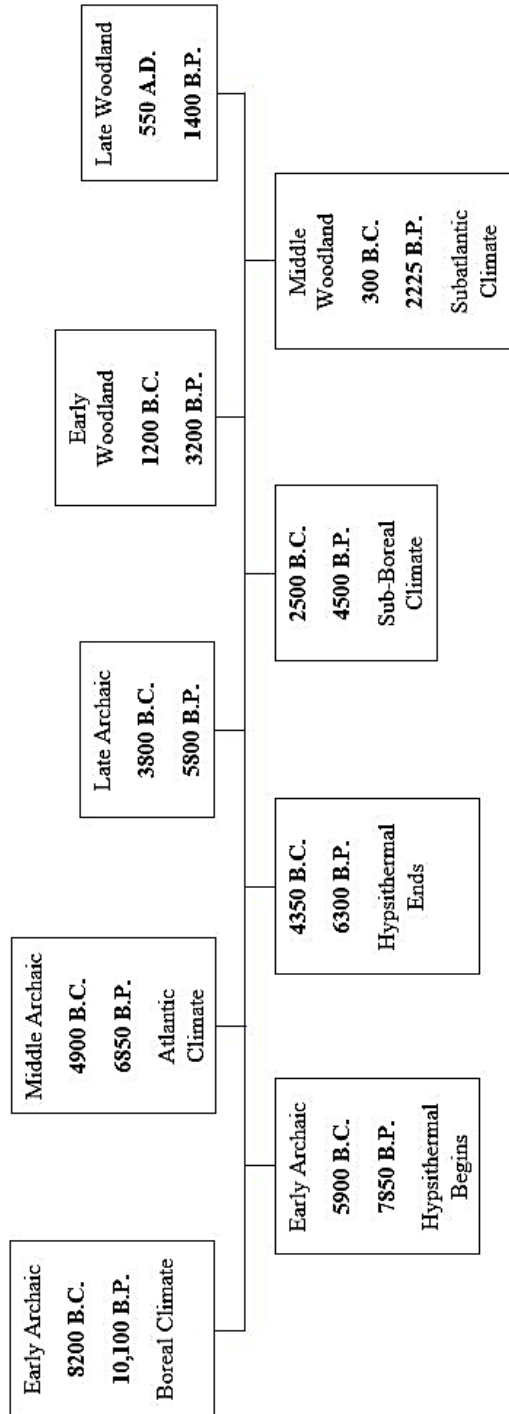 Early Archaic
8200 B.C.
10,100 B.P.
Boreal Climate
Early Archaic
5900 B.C.
7850 B.P.
Hypsithermal
Begins
Middle Archaic
4900 B.C.
6850 B.P.
Atlantic
Climate
4350 B.C.
6300 B.P.
Hypsithermal
Ends
Late Archaic
3800 B.C.
5800 B.P.
2500 B.C.
4500 B.P.
Sub-Boreal
Climate
Early
Woodland
1200 B.C.
3200 B.P.
Middle
Woodland
300 B.C.
2225 B.P.
Subatlantic
Climate
Late Woodland
550 A.D.
1400 B.P.